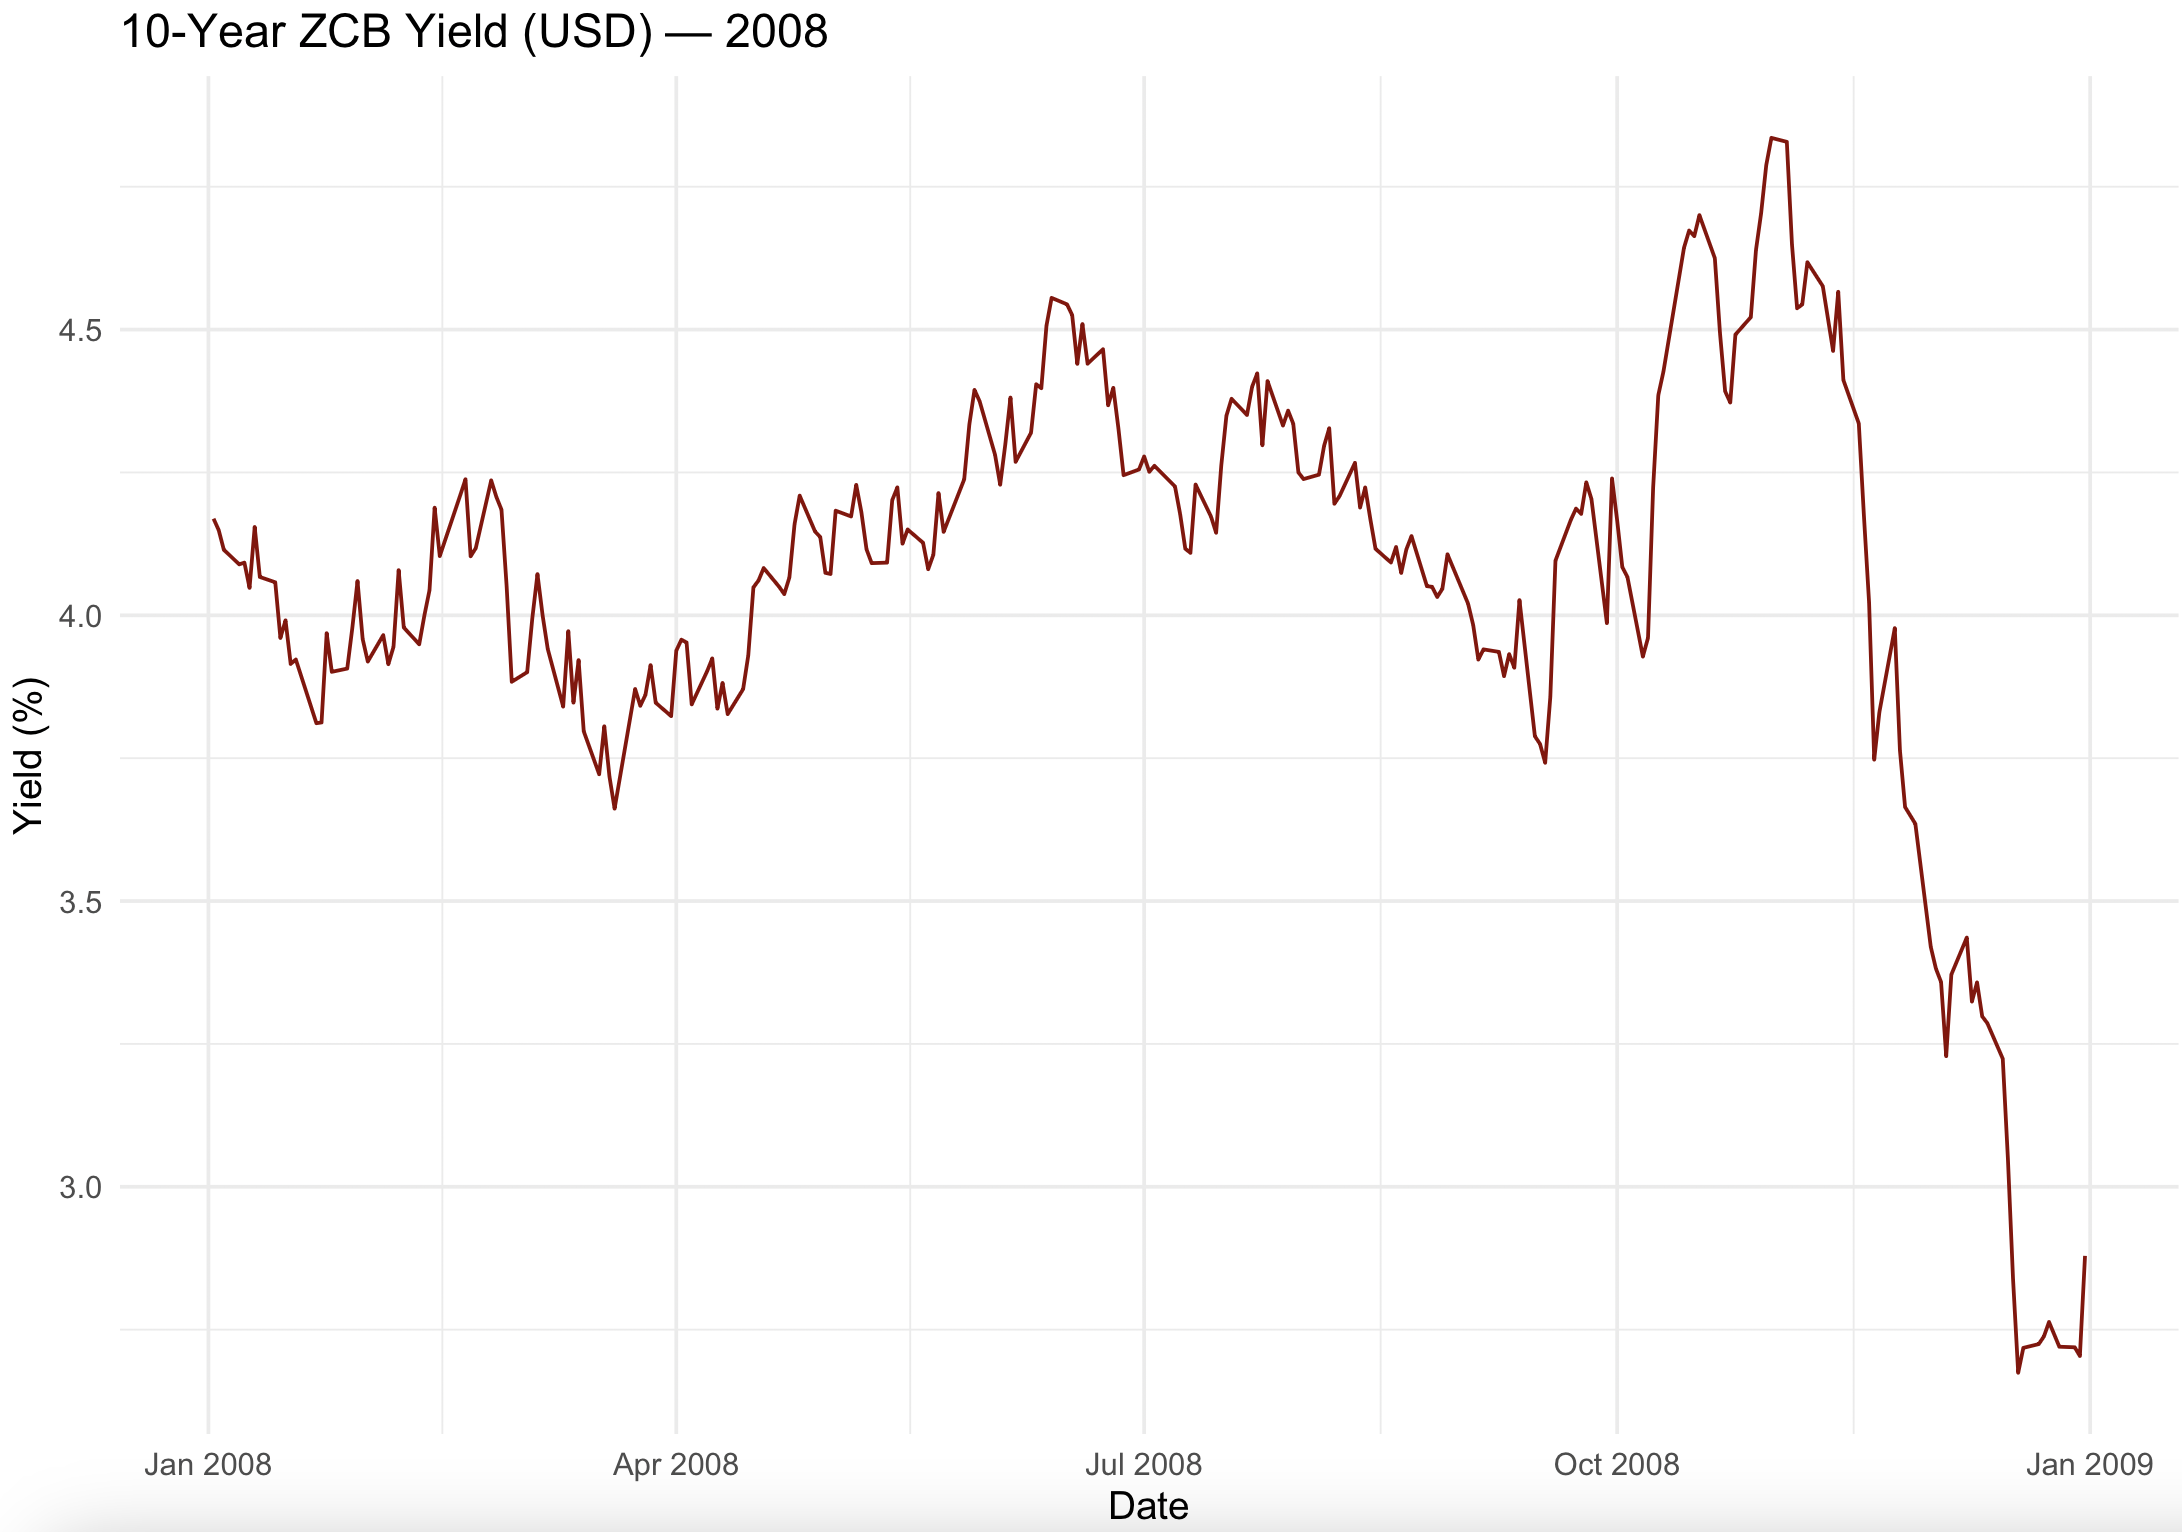 10-Year ZCB Yield (USD) — 2008
Yield (%)
4.5
4.0
3.5
3.0
Jan 2008
Apr 2008
Jul 2008
Oct 2008
Jan 2009
Date